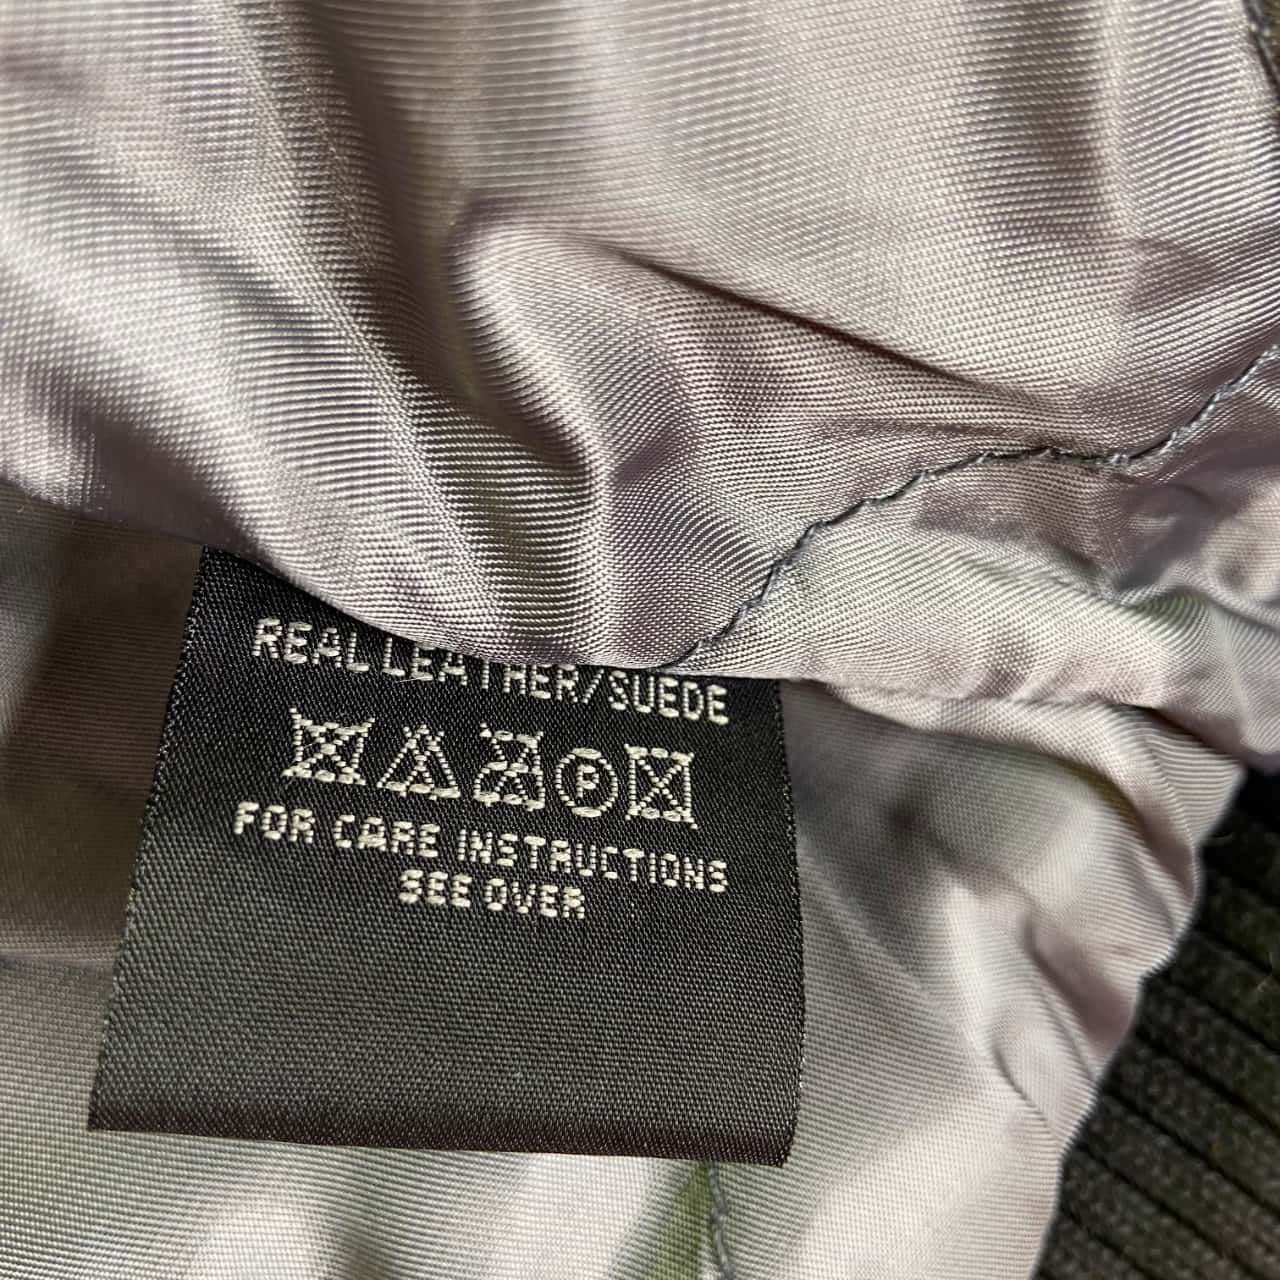 REAL LEATHER/SUEDE
P
FOR CARE INSTRUCTIONS
SEE OVER